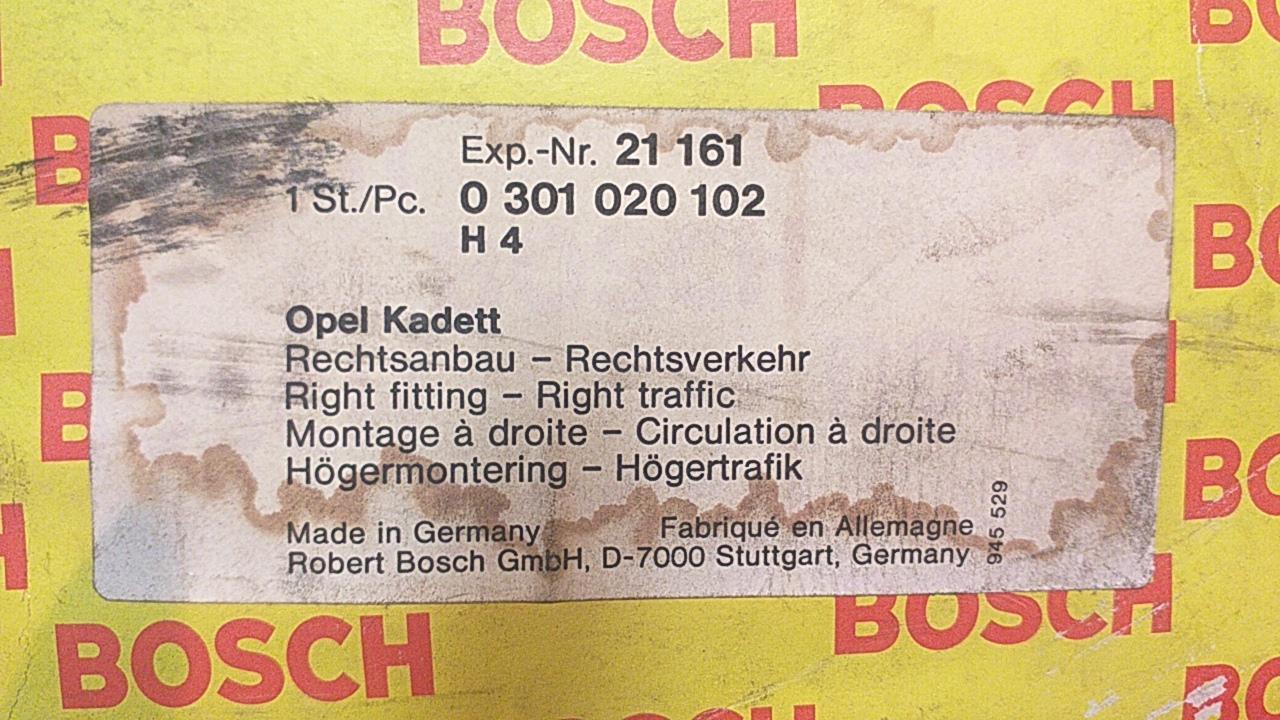 BOSCH
BOSCH
Exp.-Nr. 21 161
1 St./Pc. 0 301 020 102
H 4
Opel Kadett
Rechtsanbau – Rechtsverkehr
Right fitting – Right traffic
Montage à droite – Circulation à droite
Högermontering – Högertrafik
Made in Germany Fabriqué en Allemagne
Robert Bosch GmbH, D-7000 Stuttgart, Germany
945 529
BOSCH
BOSCH